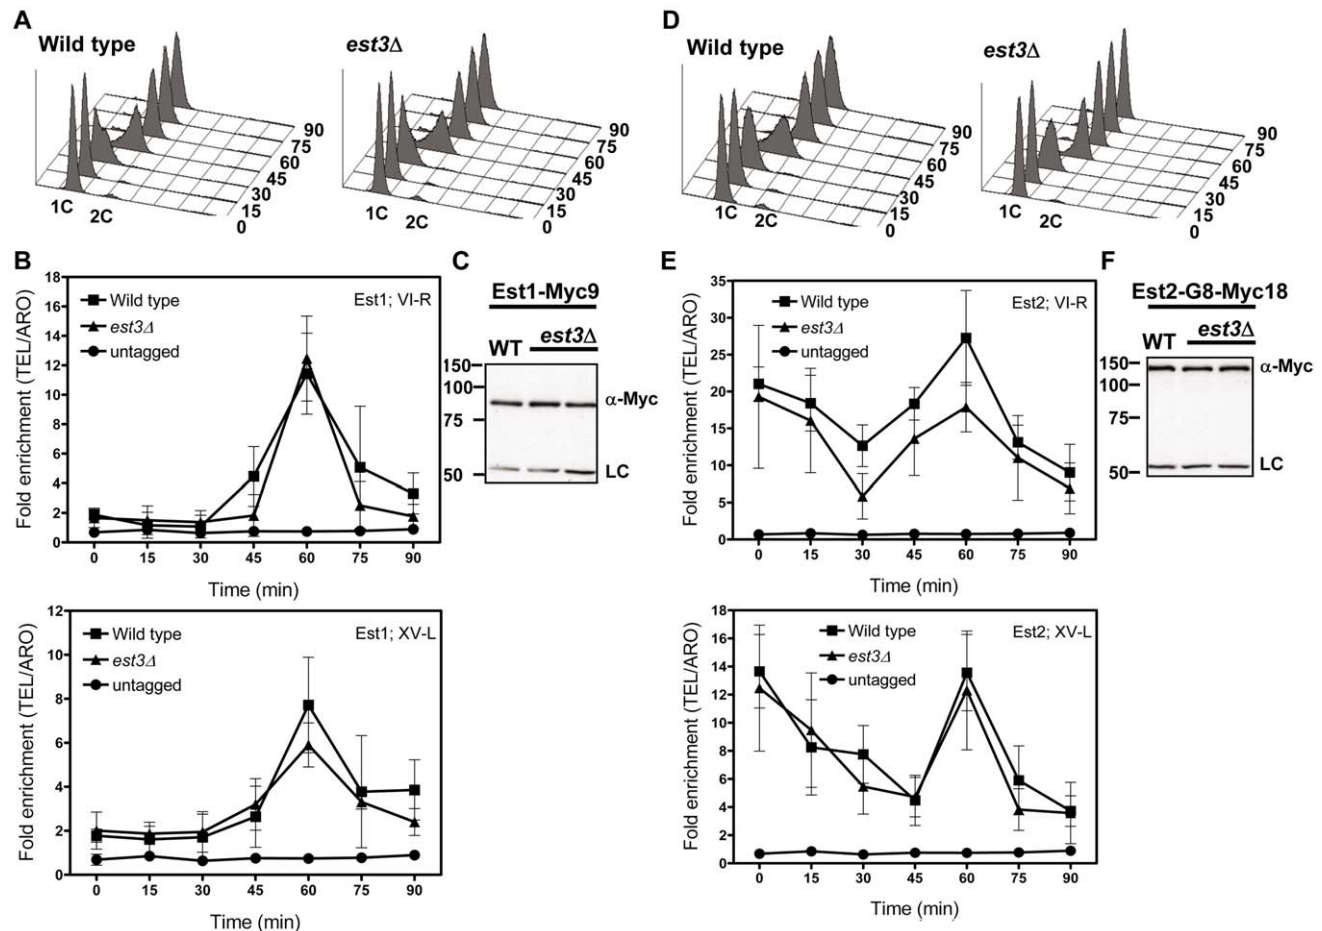 A
Wild type
est3Δ
90
75
60
45
30
15
0
1C
2C
90
75
60
45
30
15
0
1C
2C
D
Wild type
est3Δ
90
75
60
45
30
15
0
1C
2C
90
75
60
45
30
15
0
1C
2C
B
18
16
14
12
10
8
6
4
2
0
Fold enrichment (TEL/ARO)
Wild type
est3Δ
untagged
Est1; VI-R
0 15 30 45 60 75 90
Time (min)
C
Est1-Myc9
est3Δ
WT
150
100
75
50
α-Myc
LC
E
35
30
25
20
15
10
5
0
Fold enrichment (TEL/ARO)
Wild type
est3Δ
untagged
Est2; VI-R
0 15 30 45 60 75 90
Time (min)
F
Est2-G8-Myc18
est3Δ
WT
150
100
75
50
α-Myc
LC
12
10
8
6
4
2
0
Fold enrichment (TEL/ARO)
Wild type
est3Δ
untagged
Est1; XV-L
0 15 30 45 60 75 90
Time (min)
18
16
14
12
10
8
6
4
2
0
Fold enrichment (TEL/ARO)
Wild type
est3Δ
untagged
Est2; XV-L
0 15 30 45 60 75 90
Time (min)